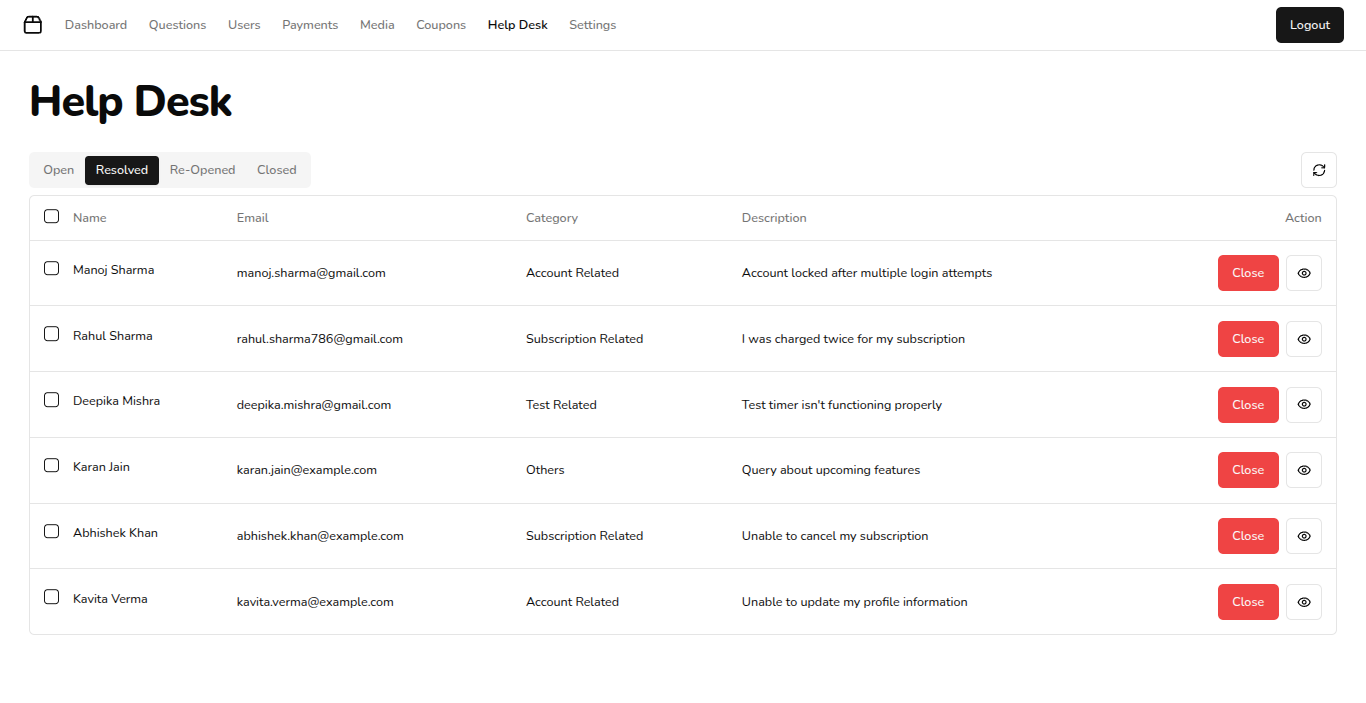 Dashboard Questions Users Payments Media Coupons Help Desk Settings Logout
Help Desk
Open Resolved Re-Opened Closed
Name Email Category Description Action
Manoj Sharma manoj.sharma@gmail.com Account Related Account locked after multiple login attempts Close
Rahul Sharma rahul.sharma786@gmail.com Subscription Related I was charged twice for my subscription Close
Deepika Mishra deepika.mishra@gmail.com Test Related Test timer isn't functioning properly Close
Karan Jain karan.jain@example.com Others Query about upcoming features Close
Abhishek Khan abhishek.khan@example.com Subscription Related Unable to cancel my subscription Close
Kavita Verma kavita.verma@example.com Account Related Unable to update my profile information Close